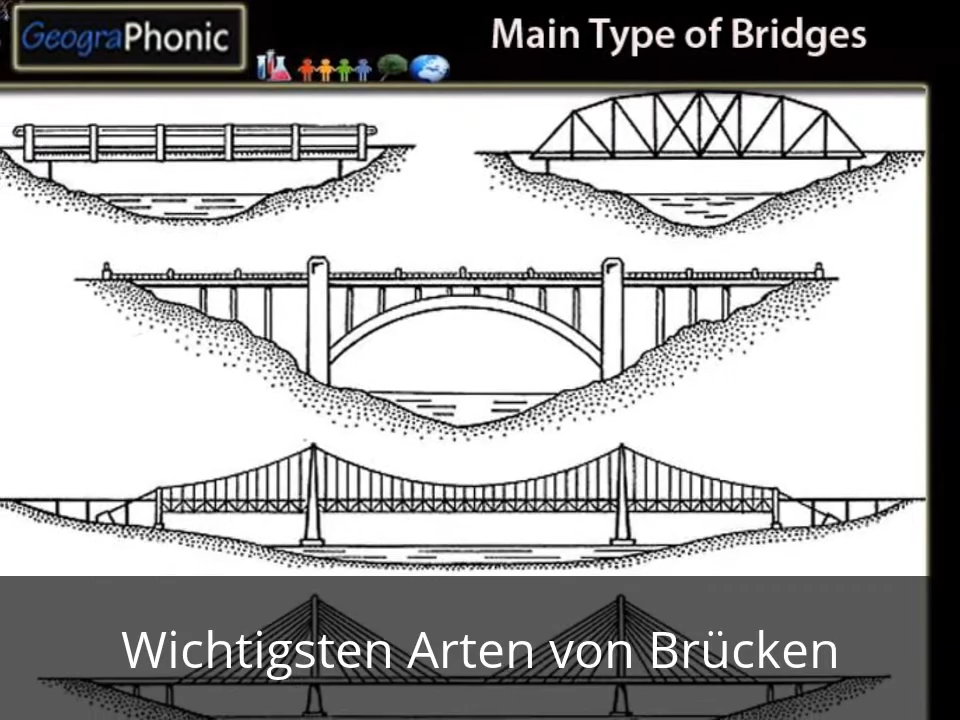 GeograPhonic
Main Type of Bridges
Wichtigsten Arten von Brücken